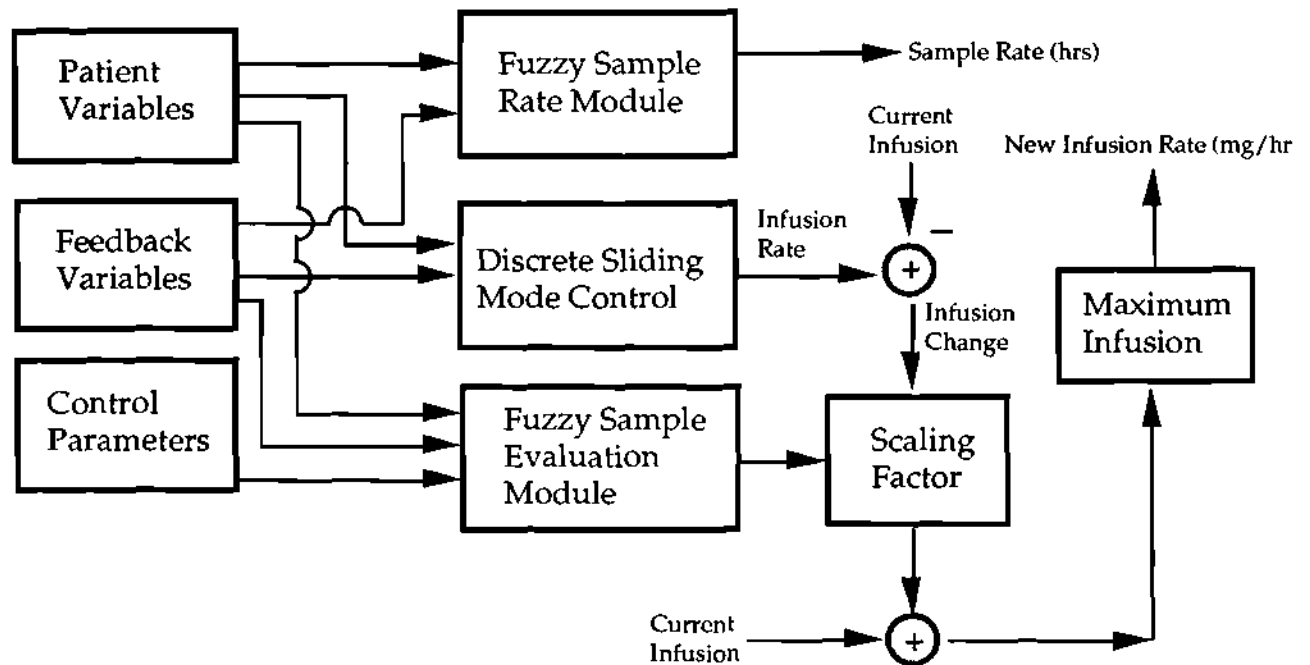 Patient
Variables
Fuzzy Sample
Rate Module
Sample Rate (hrs)
Current
Infusion
New Infusion Rate (mg/hr
Feedback
Variables
Discrete Sliding
Mode Control
Infusion
Rate
−
+
Infusion
Change
Maximum
Infusion
Control
Parameters
Fuzzy Sample
Evaluation
Module
Scaling
Factor
Current
Infusion
+